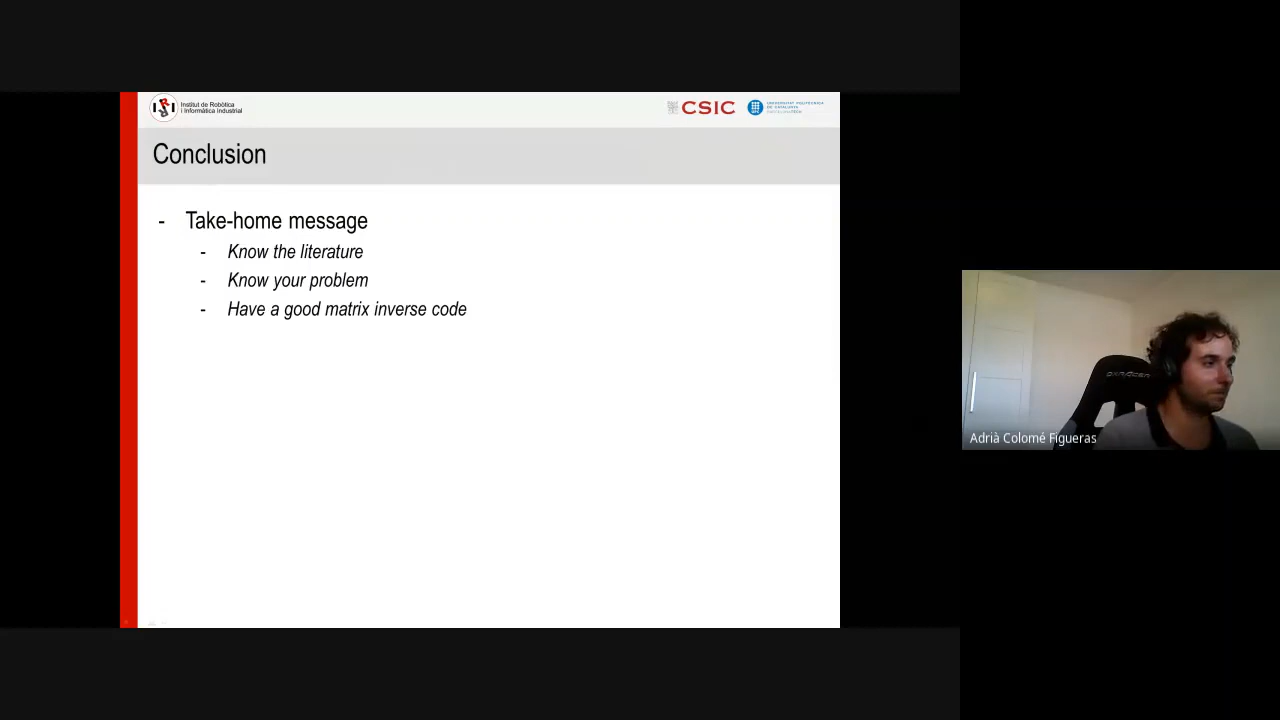 Institut de Robòtica
i Informàtica Industrial
CSIC
UNIVERSITAT POLITÈCNICA
DE CATALUNYA
BARCELONATECH
Conclusion
- Take-home message
- Know the literature
- Know your problem
- Have a good matrix inverse code
Adrià Colomé Figueras